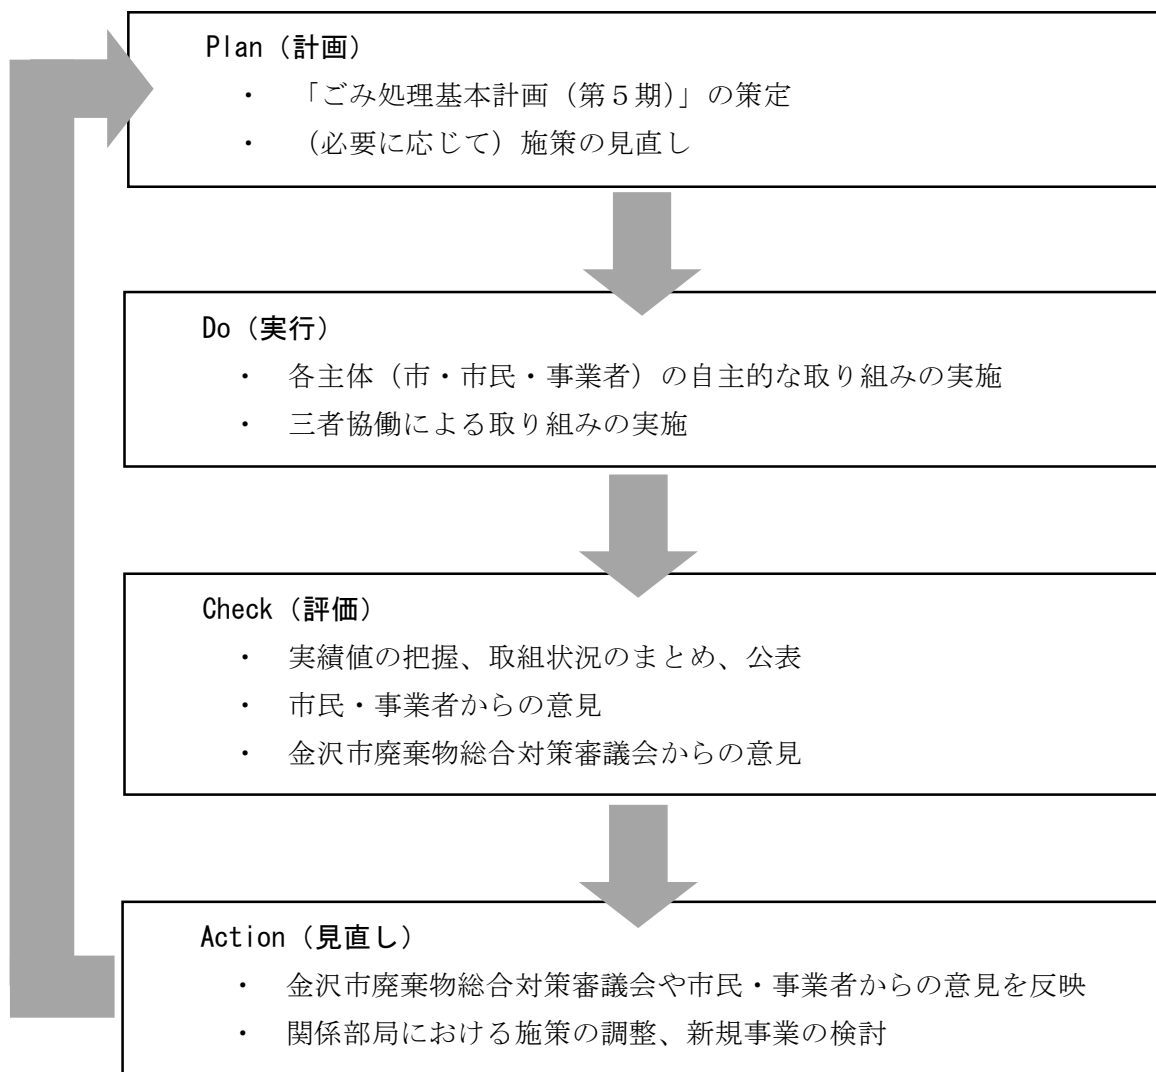 Plan（計画）
・ 「ごみ処理基本計画（第５期）」の策定
・ （必要に応じて）施策の見直し
Do（実行）
・ 各主体（市・市民・事業者）の自主的な取り組みの実施
・ 三者協働による取り組みの実施
Check（評価）
・ 実績値の把握、取組状況のまとめ、公表
・ 市民・事業者からの意見
・ 金沢市廃棄物総合対策審議会からの意見
Action（見直し）
・ 金沢市廃棄物総合対策審議会や市民・事業者からの意見を反映
・ 関係部局における施策の調整、新規事業の検討